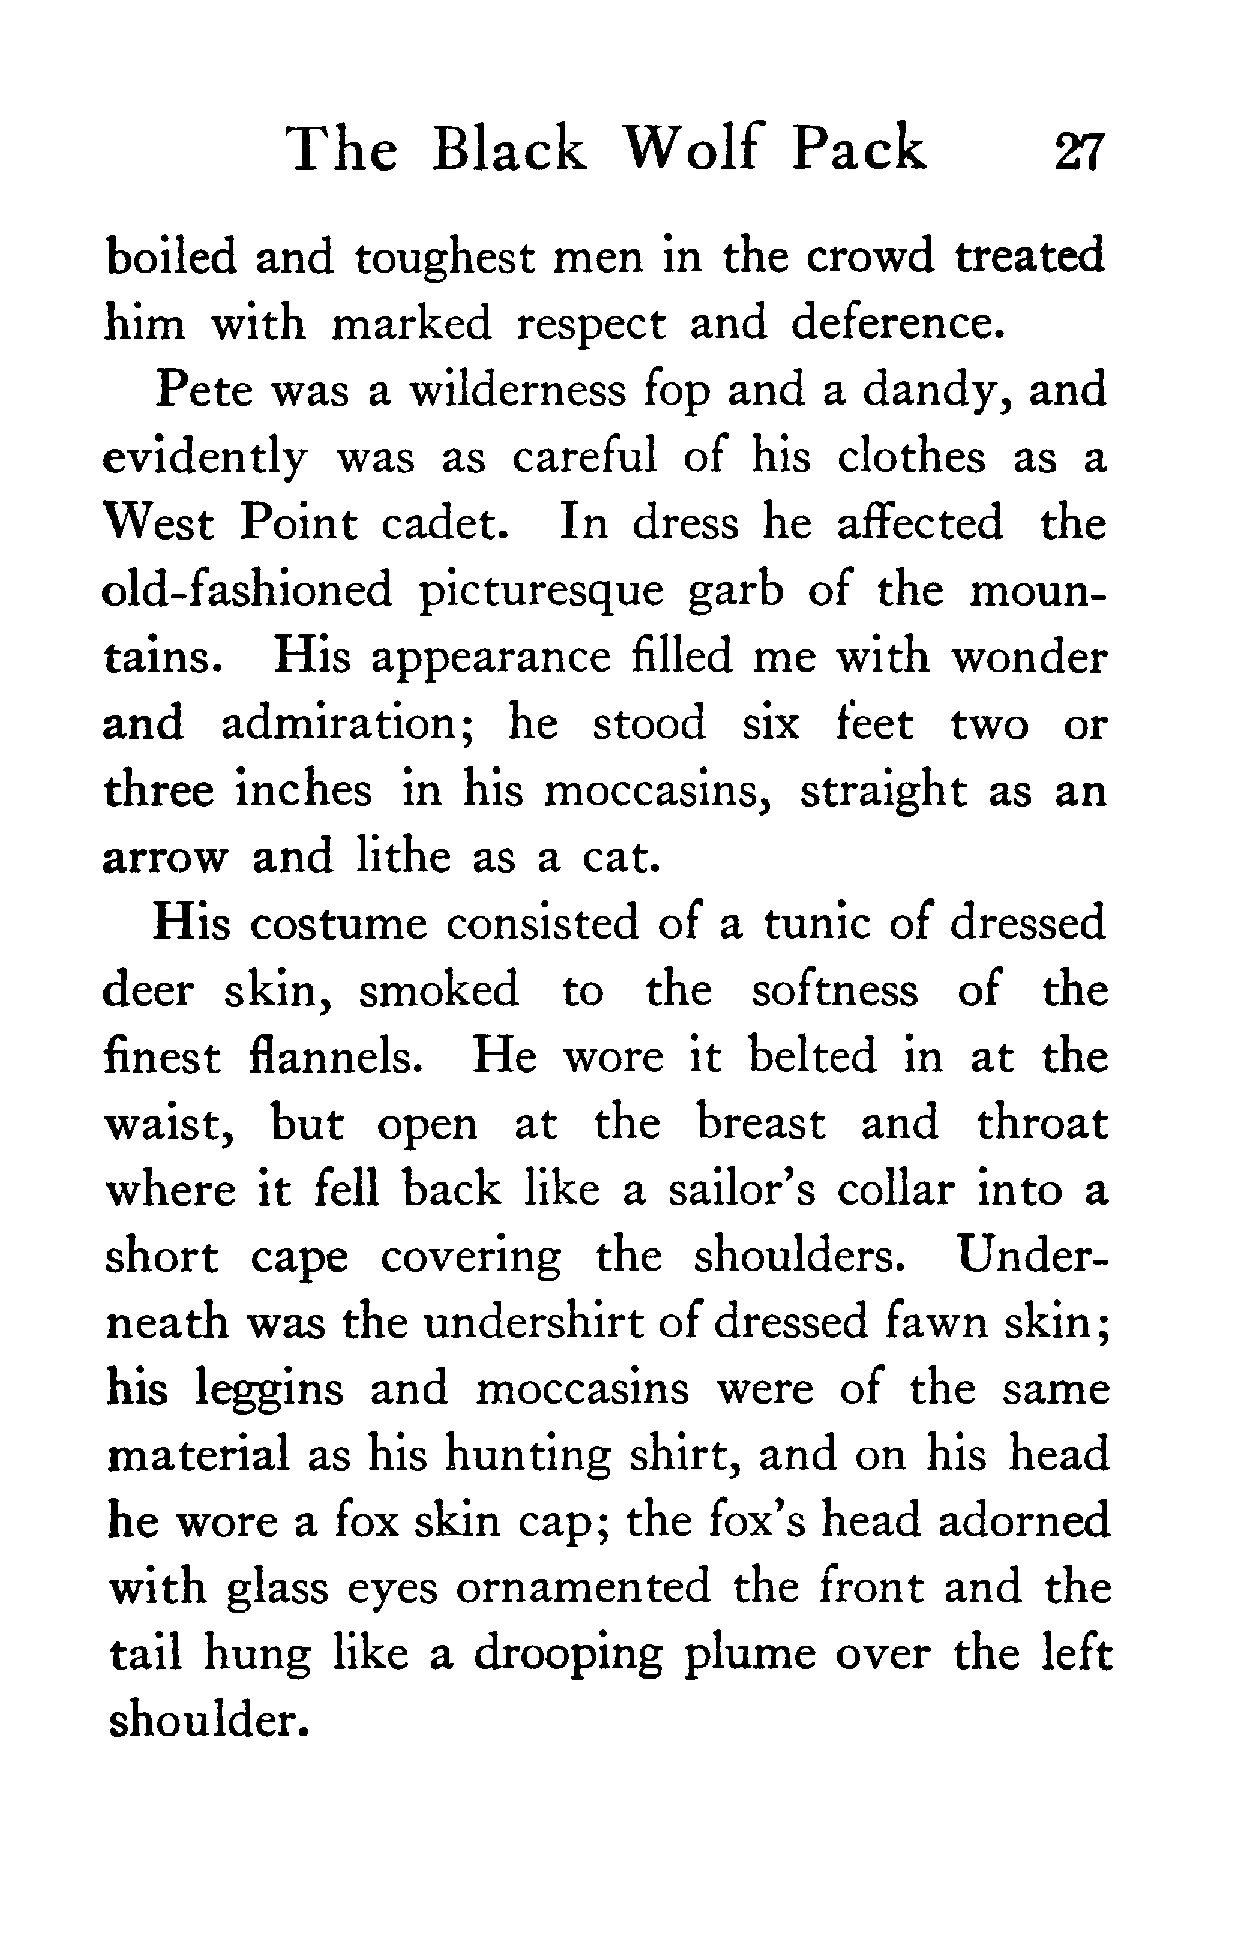 The Black Wolf Pack 27
boiled and toughest men in the crowd treated
him with marked respect and deference.
Pete was a wilderness fop and a dandy, and
evidently was as careful of his clothes as a
West Point cadet. In dress he affected the
old-fashioned picturesque garb of the moun-
tains. His appearance filled me with wonder
and admiration; he stood six feet two or
three inches in his moccasins, straight as an
arrow and lithe as a cat.
His costume consisted of a tunic of dressed
deer skin, smoked to the softness of the
finest flannels. He wore it belted in at the
waist, but open at the breast and throat
where it fell back like a sailor's collar into a
short cape covering the shoulders. Under-
neath was the undershirt of dressed fawn skin;
his leggins and moccasins were of the same
material as his hunting shirt, and on his head
he wore a fox skin cap; the fox's head adorned
with glass eyes ornamented the front and the
tail hung like a drooping plume over the left
shoulder.